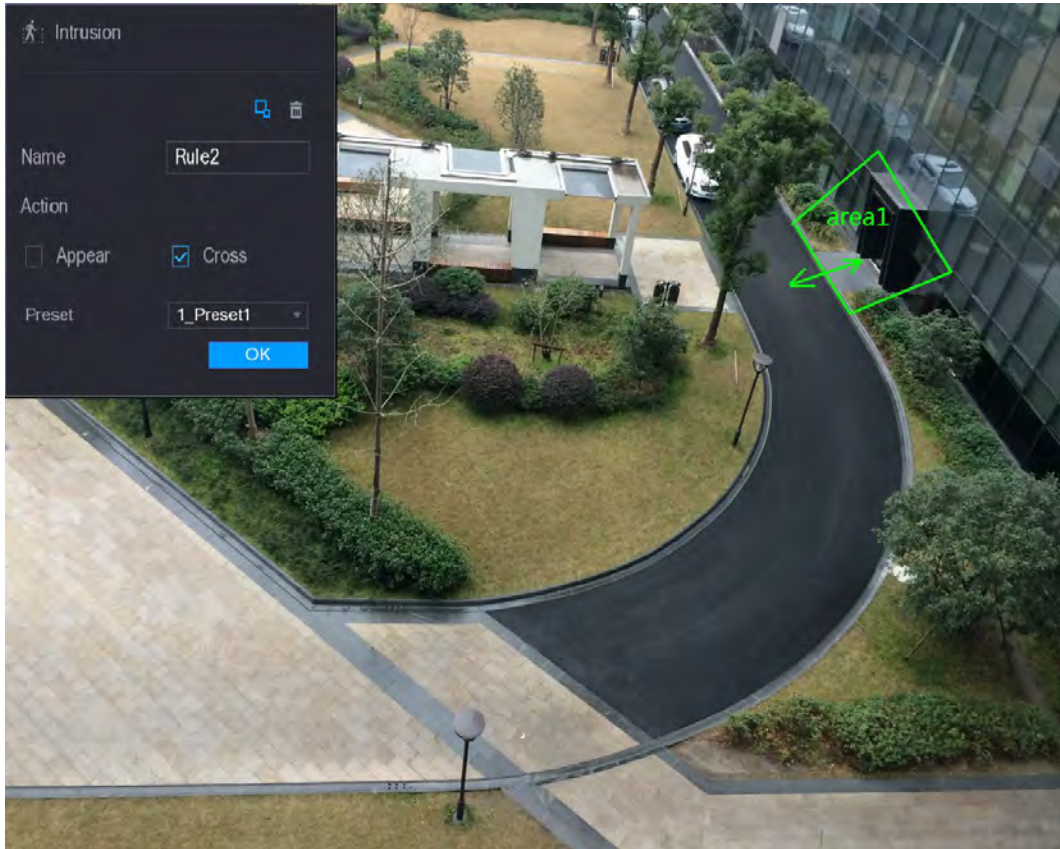 Intrusion
Name Rule2
Action
Appear Cross
Preset 1_Preset1
OK
area1